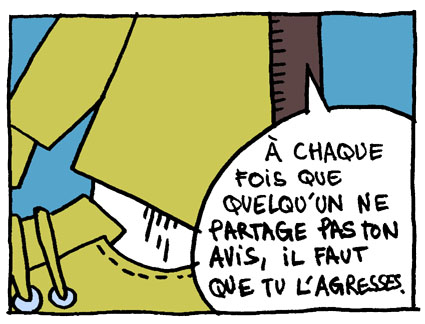 À CHAQUE
FOIS QUE
QUELQU'UN NE
PARTAGE PAS TON
AVIS, IL FAUT
QUE TU L'AGRESSES.